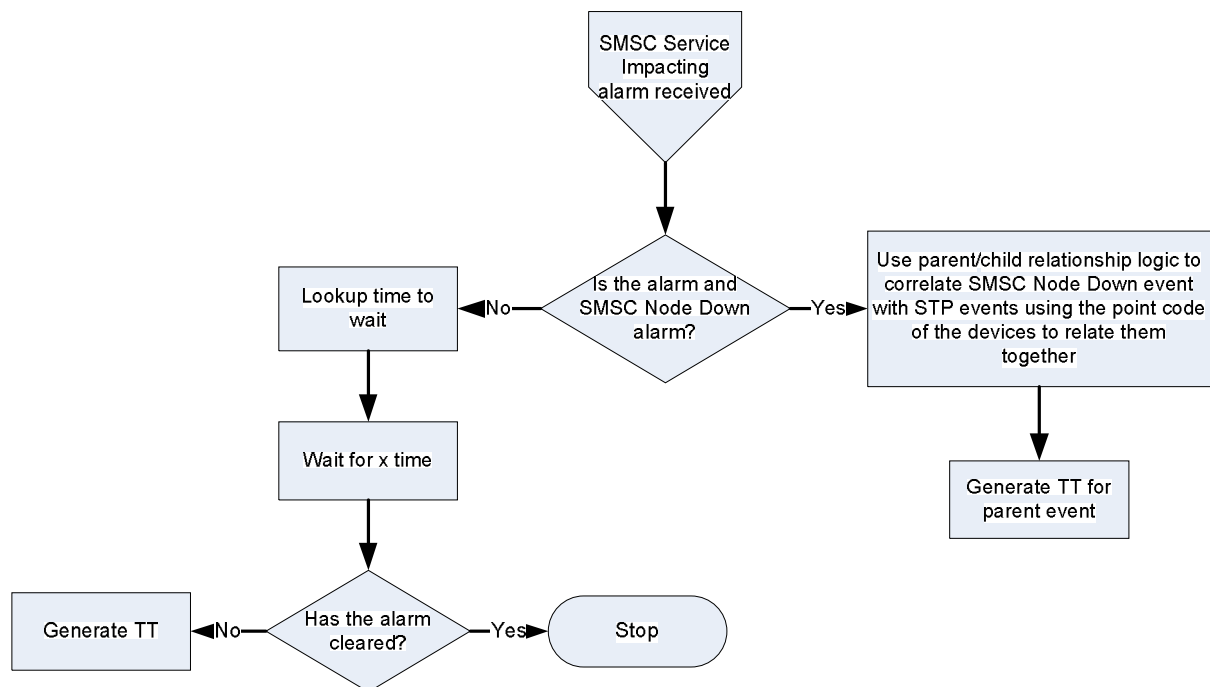 SMSC Service
Impacting
alarm received
Is the alarm and
SMSC Node Down
alarm?
No
Yes
Lookup time to
wait
Use parent/child relationship logic to
correlate SMSC Node Down event
with STP events using the point code
of the devices to relate them
together
Wait for x time
Generate TT for
parent event
Has the alarm
cleared?
No
Yes
Generate TT
Stop